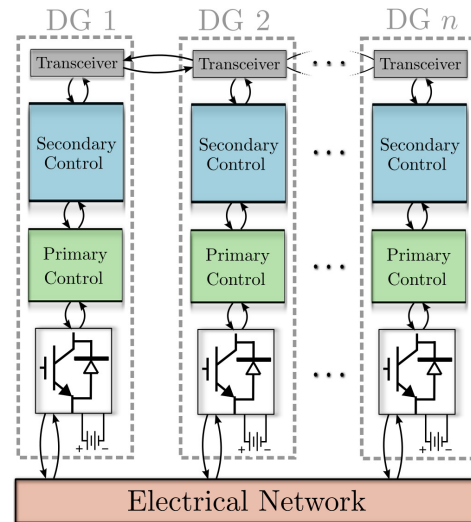 DG 1 DG 2 DG n
Transceiver Transceiver ... Transceiver
Secondary Secondary Secondary
Control Control ... Control
Primary Primary Primary
Control Control ... Control
...
+ − + − + −
Electrical Network